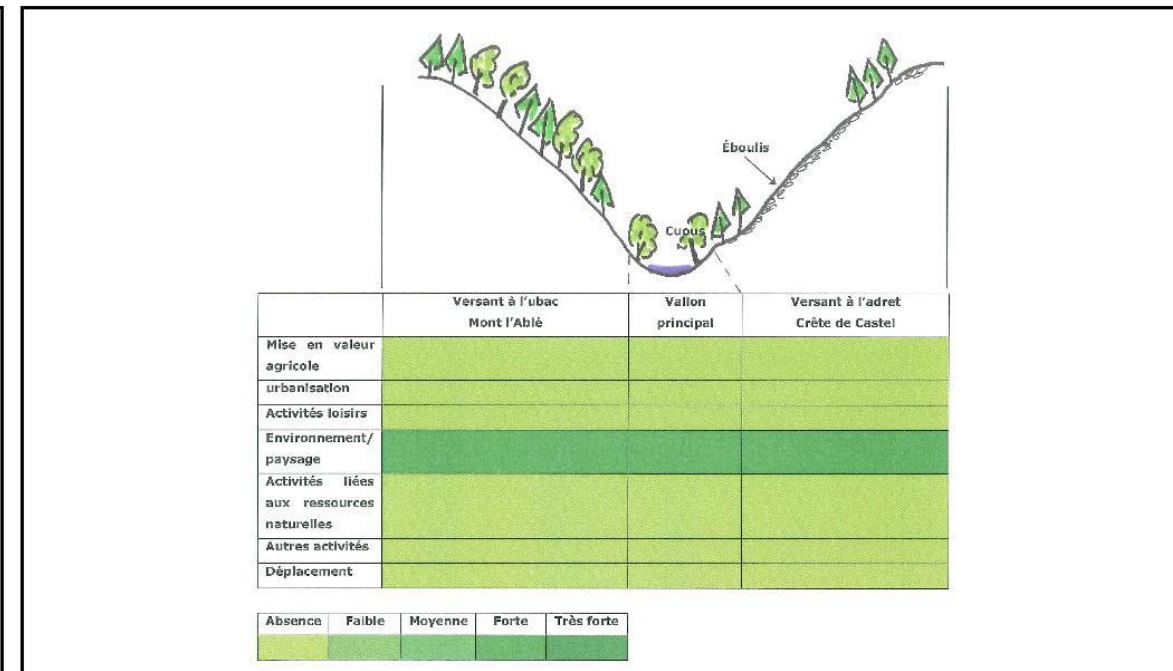 Éboulis
Cupus
Versant à l'ubac
Mont l'Ablé
Vallon
principal
Versant à l'adret
Crête de Castel
Mise en valeur
agricole
urbanisation
Activités loisirs
Environnement/
paysage
Activités liées
aux ressources
naturelles
Autres activités
Déplacement
Absence Faible Moyenne Forte Très forte